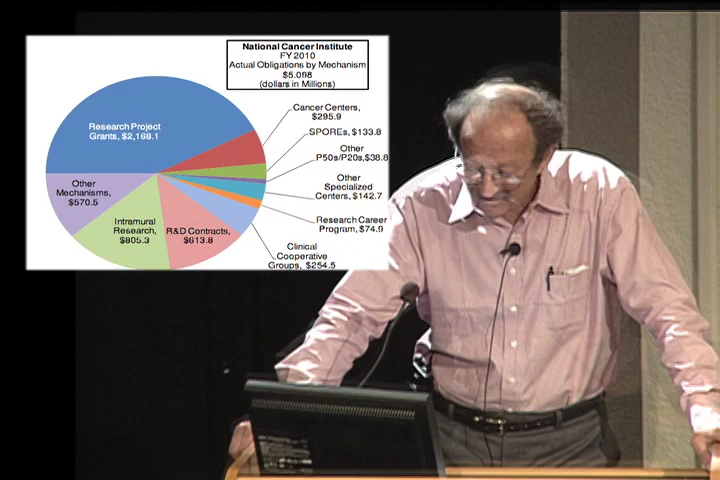 National Cancer Institute
FY 2010
Actual Obligations by Mechanism
$5.098
(dollars in Millions)
Research Project
Grants, $2,168.1
Cancer Centers,
$295.9
SPOREs, $133.8
Other
P50s/P20s,$38.8
Other
Specialized
Centers, $142.7
Research Career
Program, $74.9
Clinical
Cooperative
Groups, $254.5
R&D Contracts,
$613.8
Intramural
Research,
$805.3
Other
Mechanisms,
$570.5